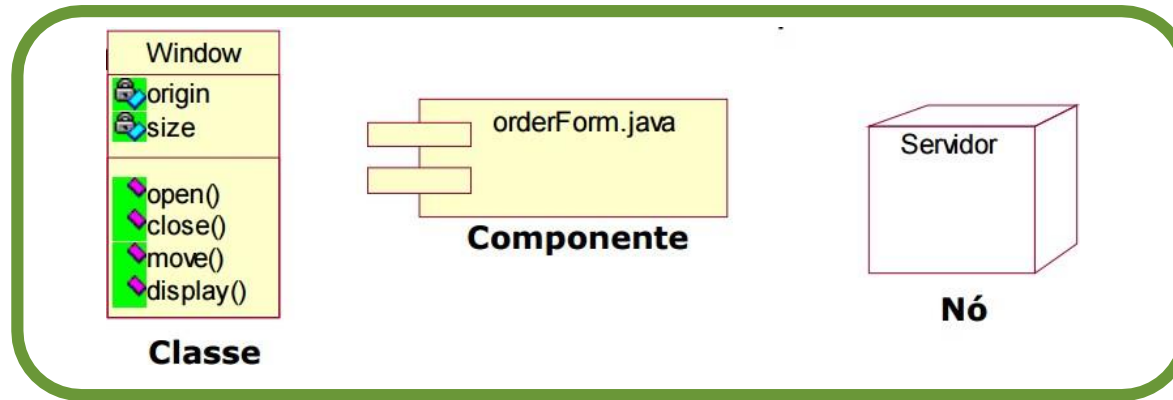 Window
origin
size
open()
close()
move()
display()
Classe
orderForm.java
Componente
Servidor
Nó